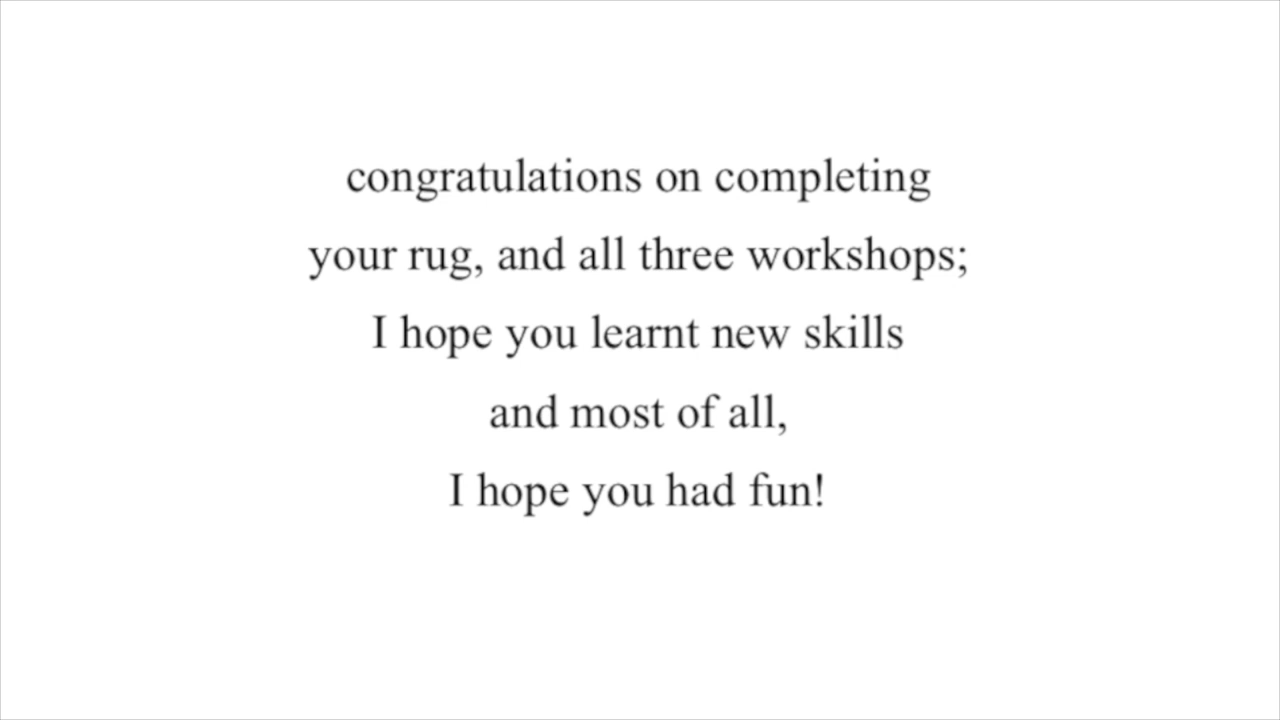 congratulations on completing
your rug, and all three workshops;
I hope you learnt new skills
and most of all,
I hope you had fun!